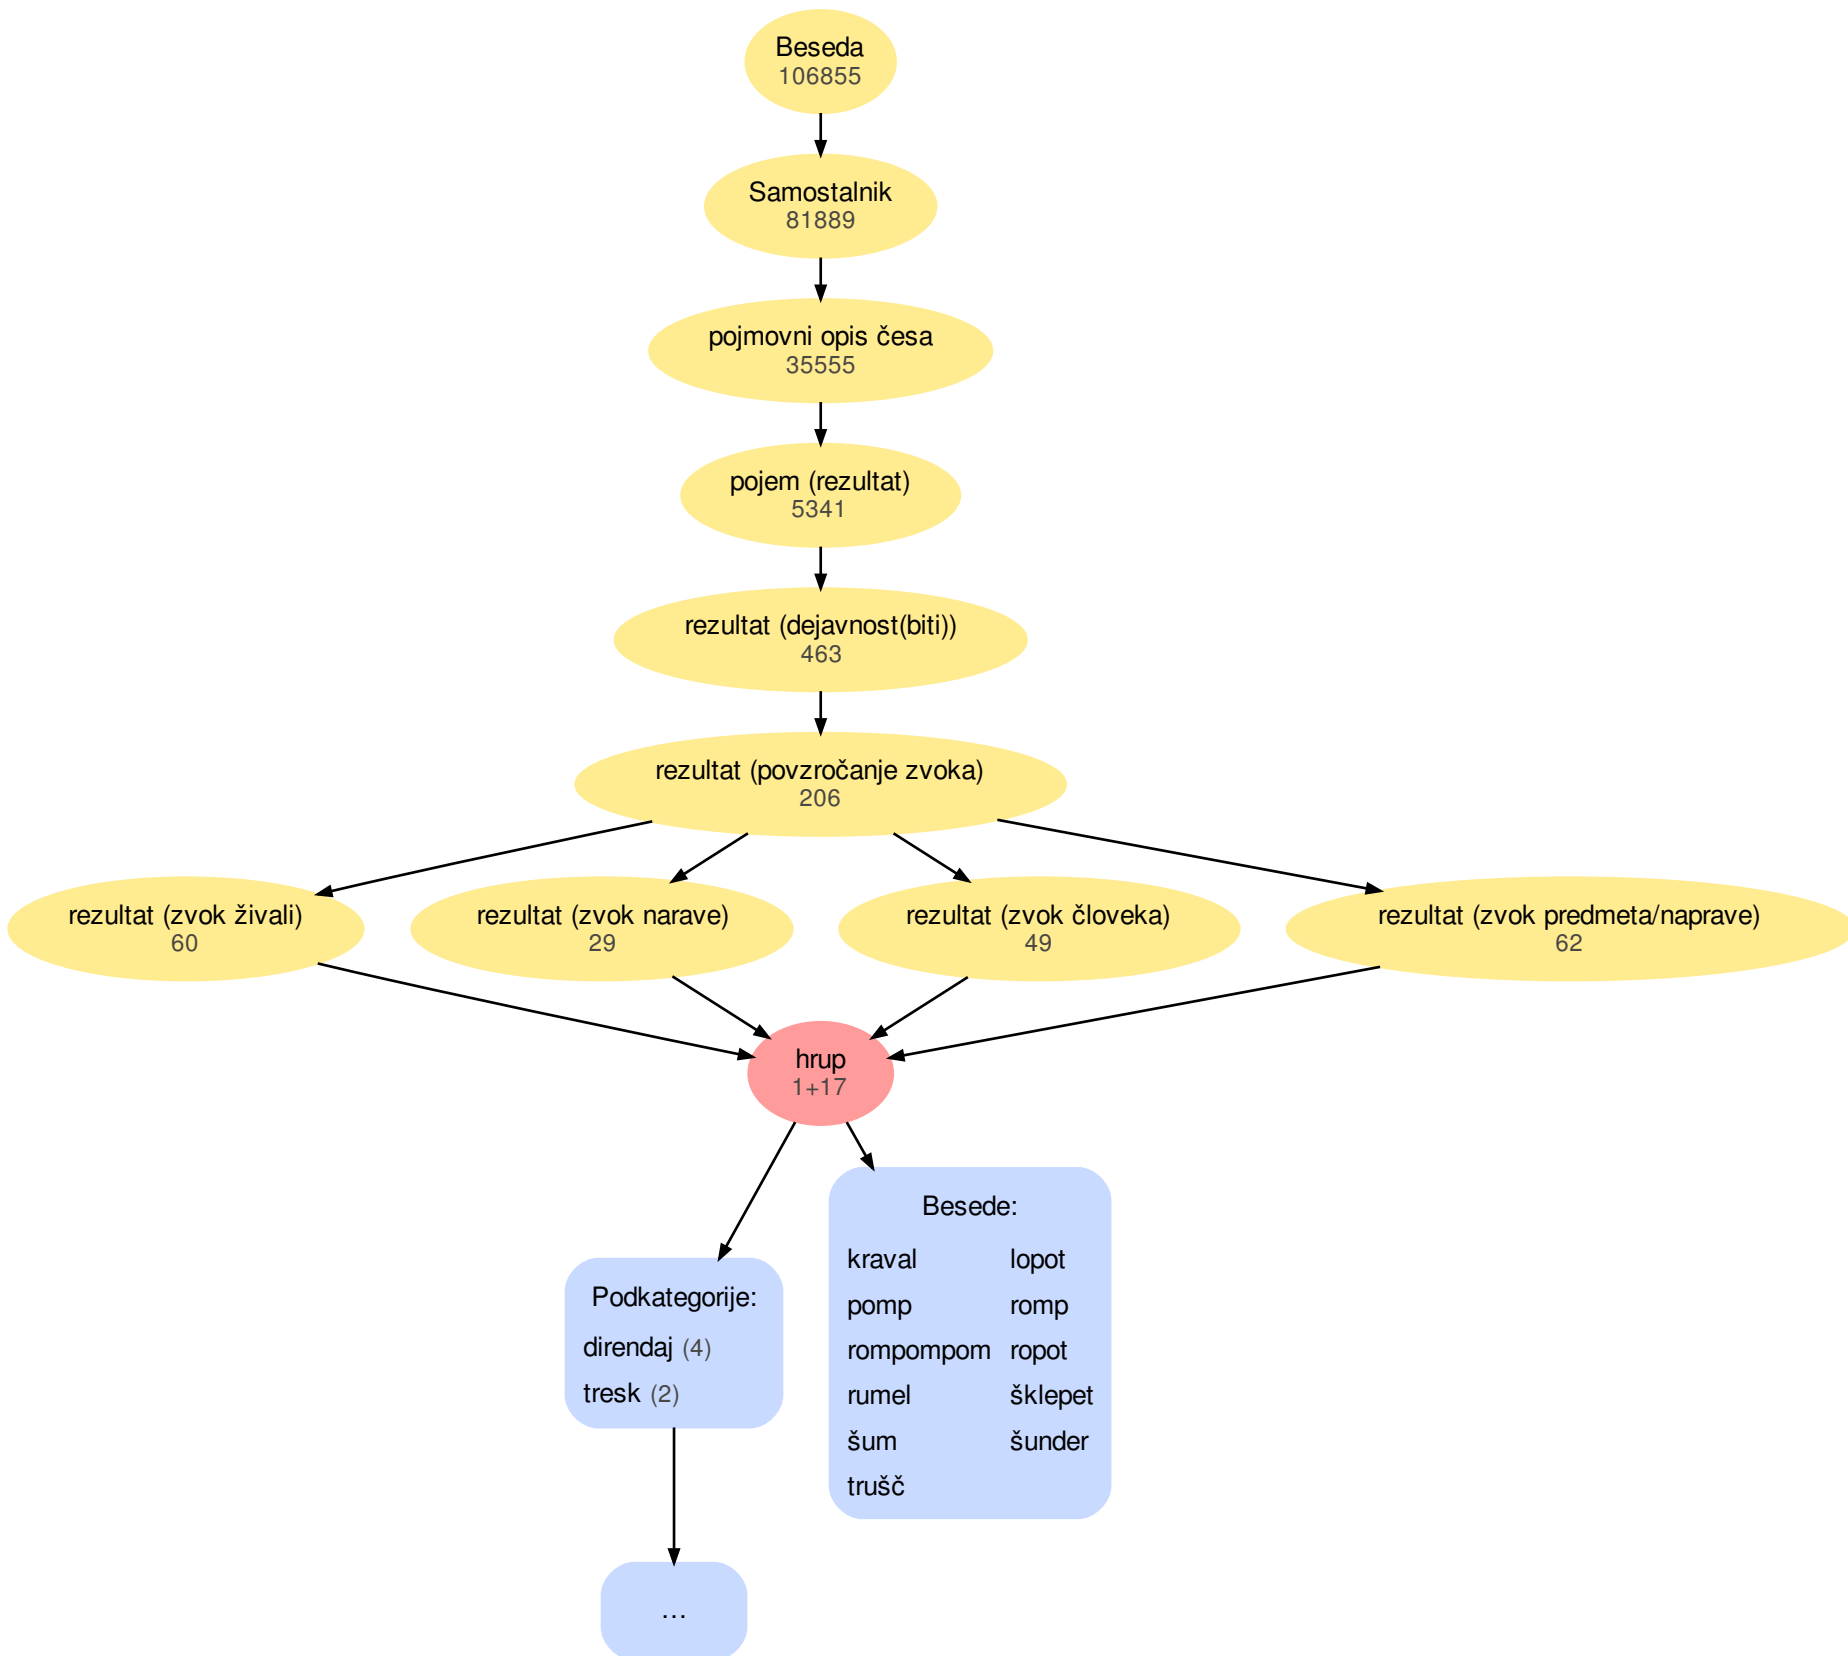 Beseda
106855
Samostalnik
81889
pojmovni opis česa
35555
pojem (rezultat)
5341
rezultat (dejavnost(biti))
463
rezultat (povzročanje zvoka)
206
rezultat (zvok živali)
60
rezultat (zvok narave)
29
rezultat (zvok človeka)
49
rezultat (zvok predmeta/naprave)
62
hrup
1+17
Podkategorije:
direndaj (4)
tresk (2)
...
Besede:
kraval lopot
pomp romp
rompompom ropot
rumel šklepet
šum šunder
trušč